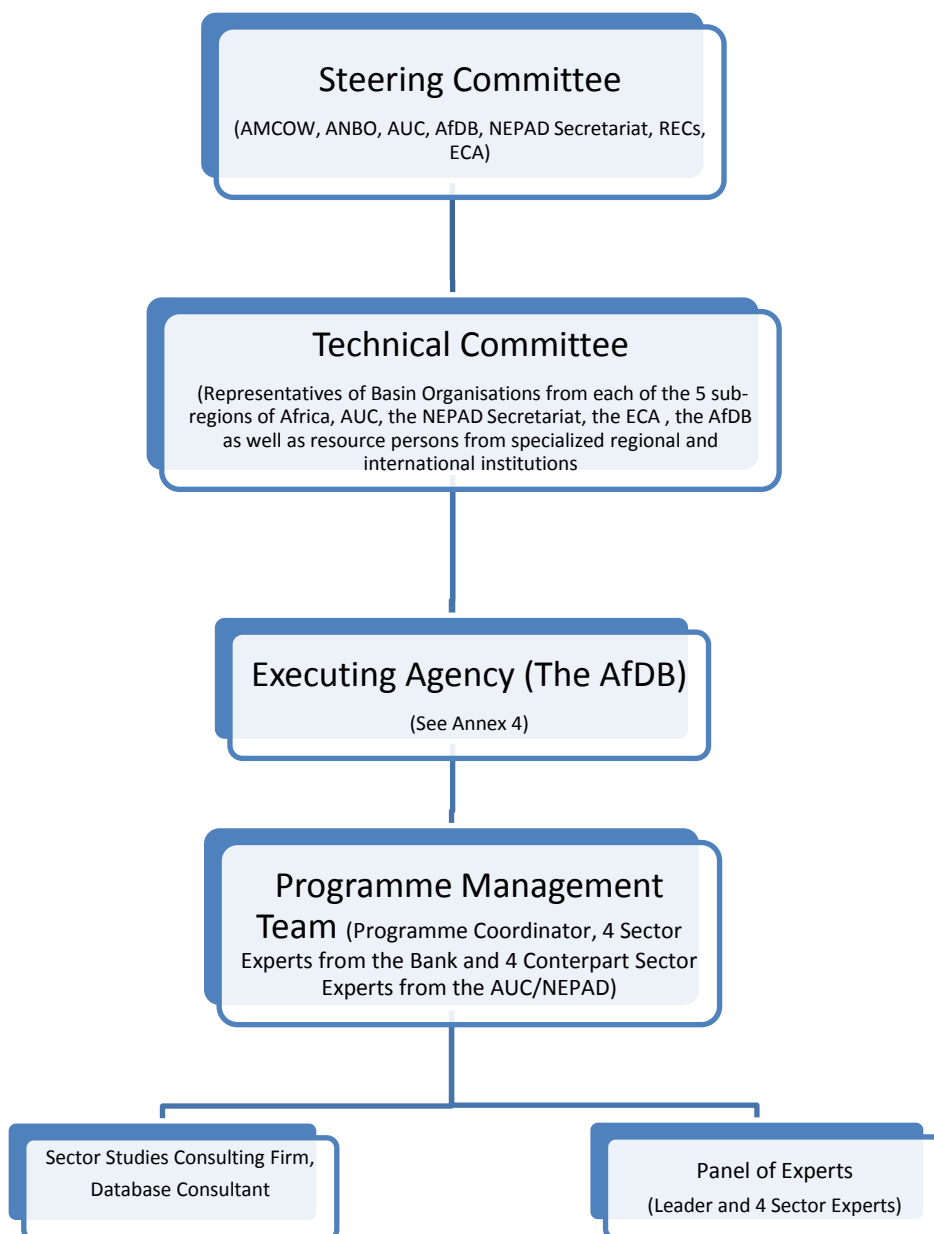 Steering Committee
(AMCOW, ANBO, AUC, AfDB, NEPAD Secretariat, RECs,
ECA)
Technical Committee
(Representatives of Basin Organisations from each of the 5 sub-
regions of Africa, AUC, the NEPAD Secretariat, the ECA , the AfDB
as well as resource persons from specialized regional and
international institutions
Executing Agency (The AfDB)
(See Annex 4)
Programme Management
Team (Programme Coordinator, 4 Sector
Experts from the Bank and 4 Conterpart Sector
Experts from the AUC/NEPAD)
Sector Studies Consulting Firm,
Database Consultant
Panel of Experts
(Leader and 4 Sector Experts)